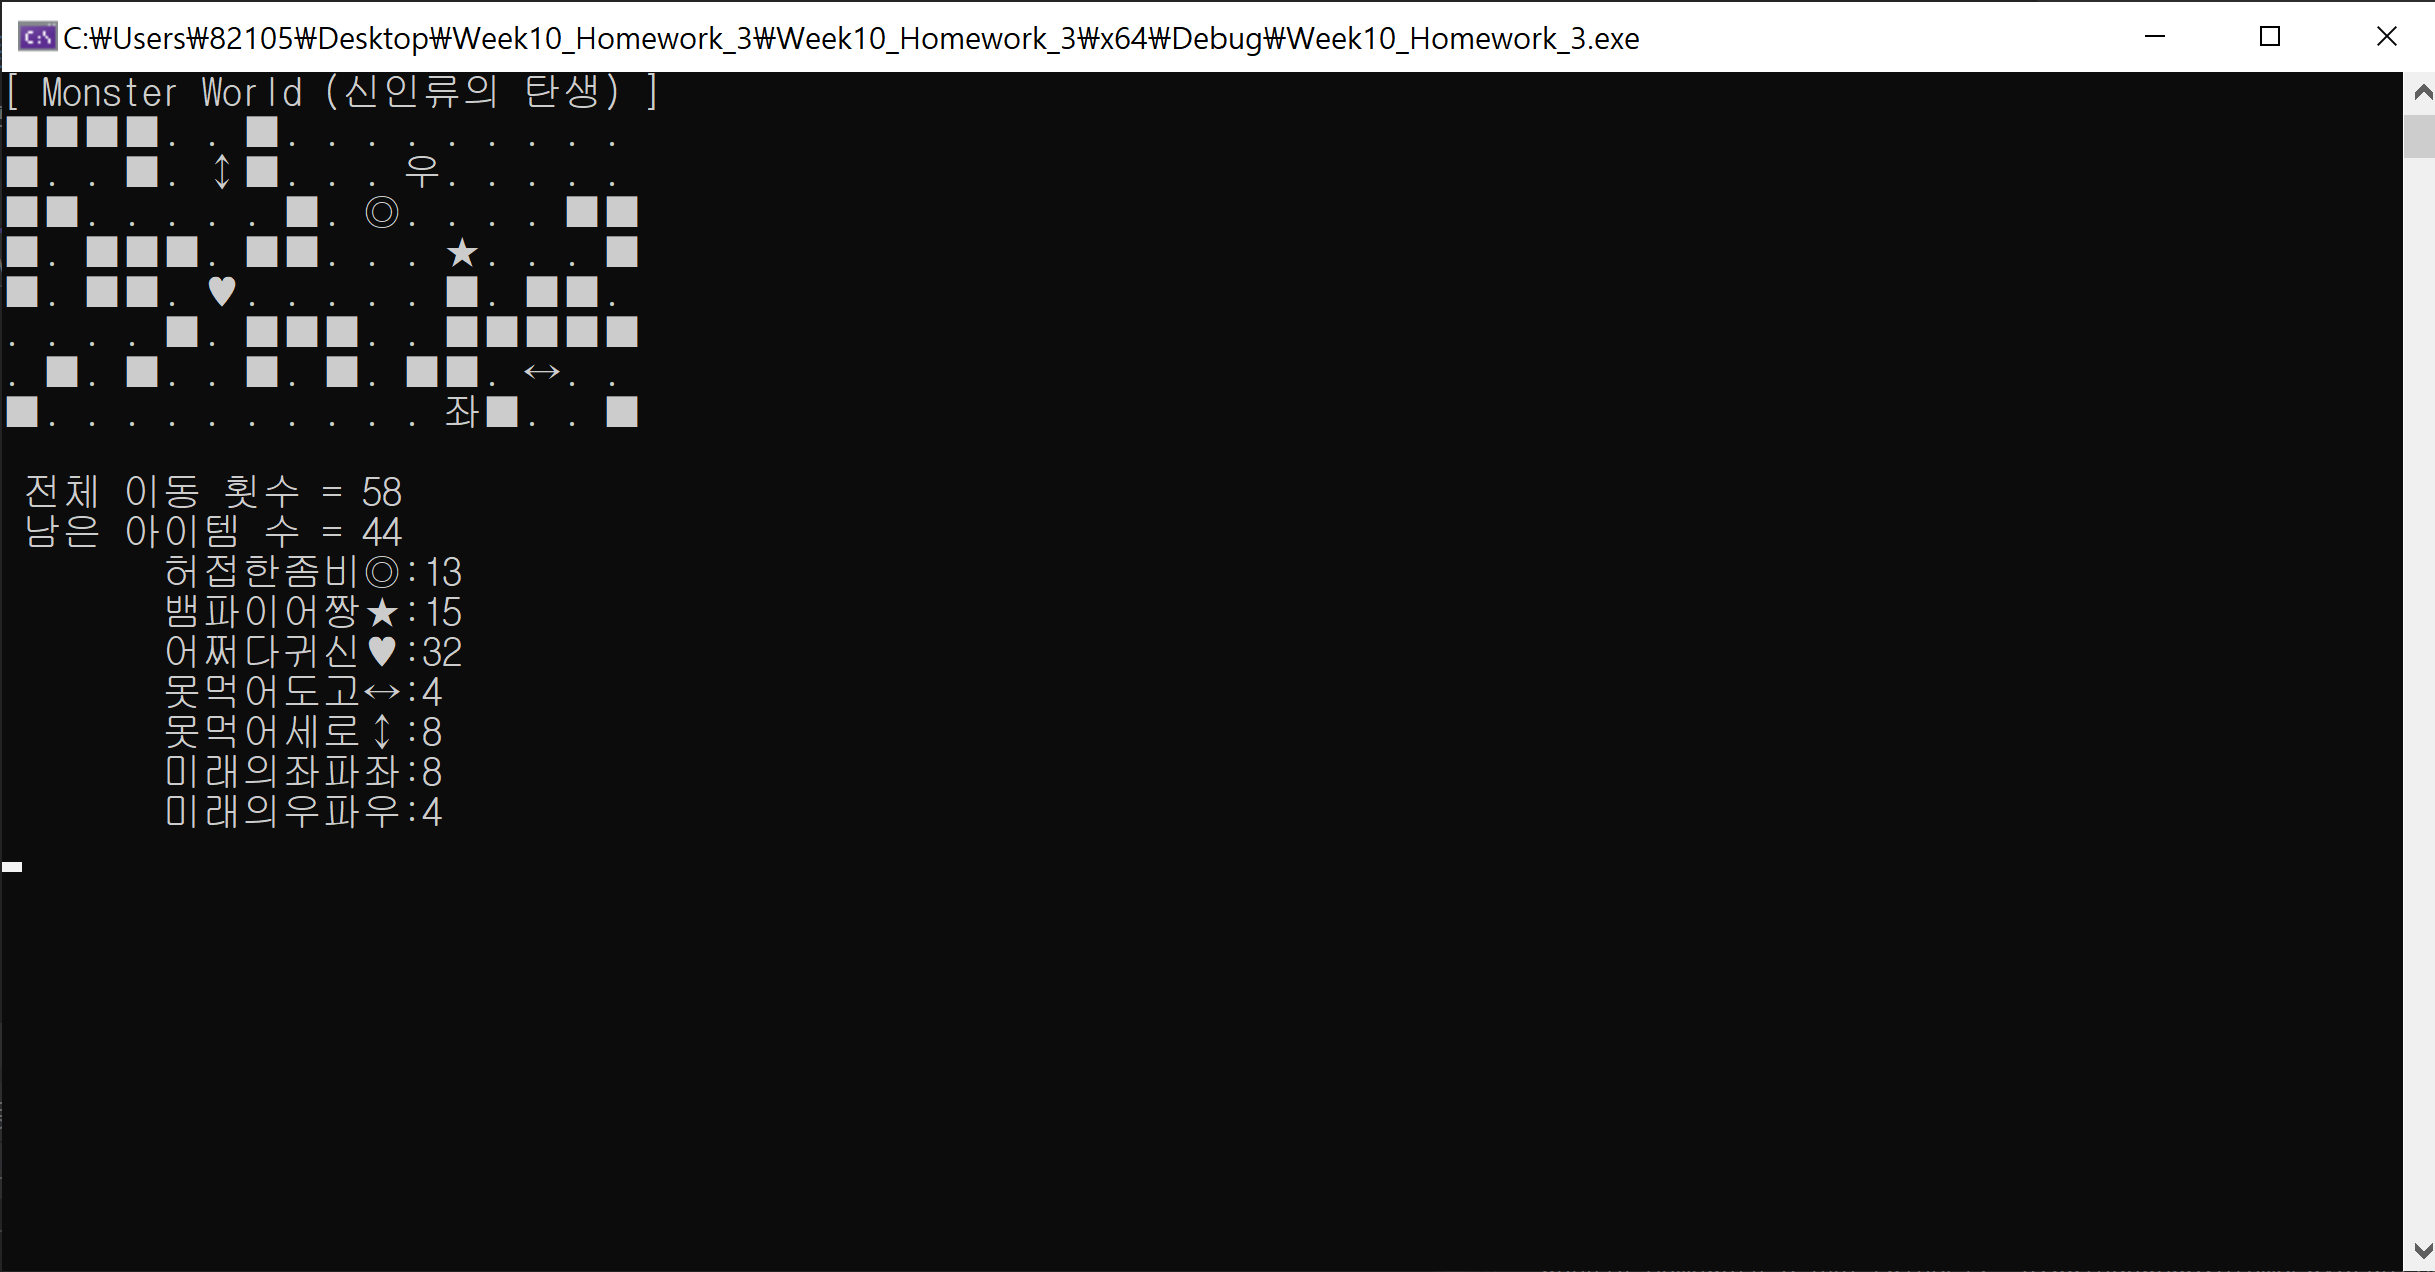 C:₩Users₩82105₩Desktop₩Week10_Homework_3₩Week10_Homework_3₩x64₩Debug₩Week10_Homework_3.exe
[ Monster World (신인류의 탄생) ]
■■■■. . ■. . . . . . . . .
■. . ■. ↕■. . . 우. . . . .
■■. . . . . ■. ◎. . . . ■■
■. ■■■. ■■. . . ★. . . ■
■. ■■. ♥. . . . . ■. ■■.
. . . . ■. ■■■. . ■■■■■
. ■. ■. . ■. ■. ■■. ↔. .
■. . . . . . . . . . 좌■. . ■
전체 이동 횟수 = 58
남은 아이템 수 = 44
허접한좀비◎:13
뱀파이어짱★:15
어쩌다귀신♥:32
못먹어도고↔:4
못먹어세로↕:8
미래의좌파좌:8
미래의우파우:4